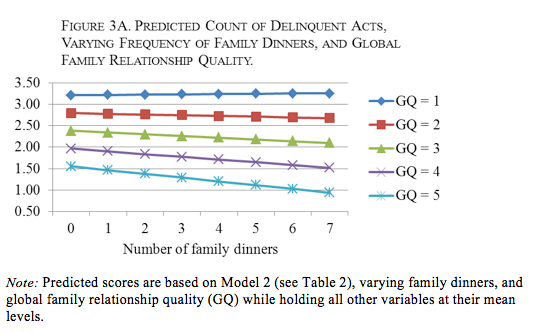 FIGURE 3A. PREDICTED COUNT OF DELINQUENT ACTS,
VARYING FREQUENCY OF FAMILY DINNERS, AND GLOBAL
FAMILY RELATIONSHIP QUALITY.
3.50
3.00
2.50
2.00
1.50
1.00
0.50
0 1 2 3 4 5 6 7
Number of family dinners
GQ = 1
GQ = 2
GQ = 3
GQ = 4
GQ = 5
Note: Predicted scores are based on Model 2 (see Table 2), varying family dinners, and
global family relationship quality (GQ) while holding all other variables at their mean
levels.